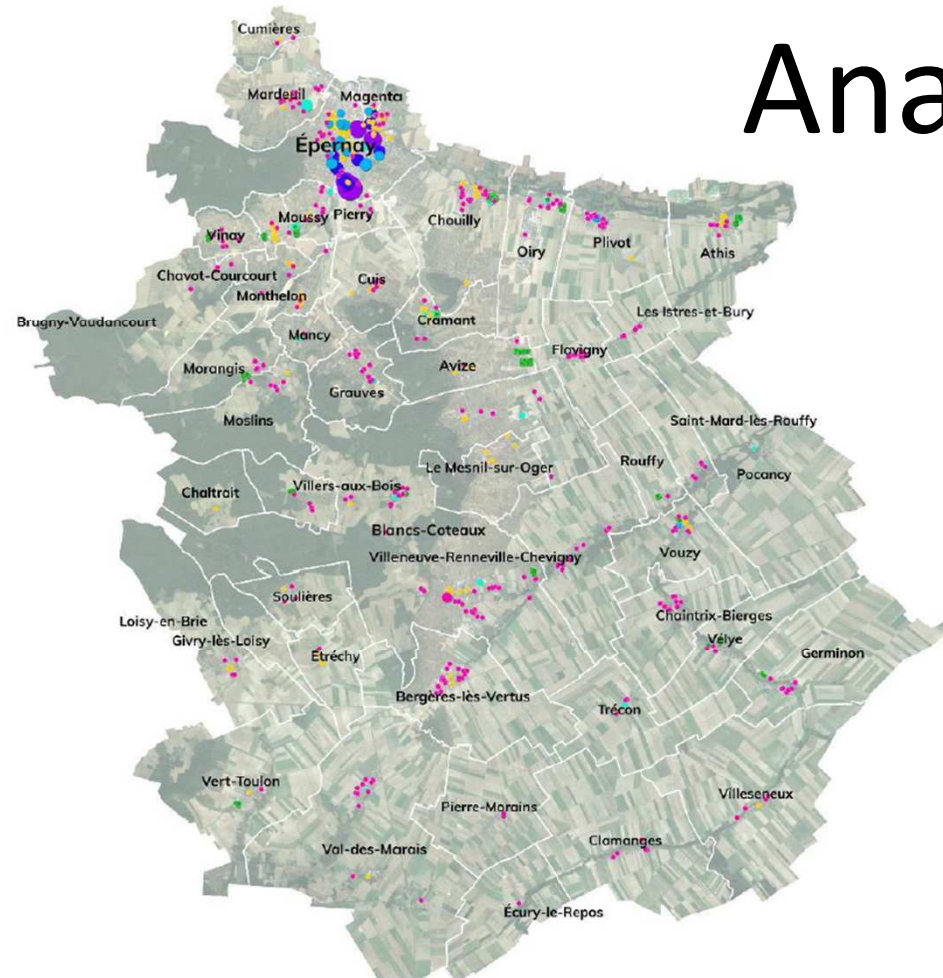 Ana
Cumières
Mardeuil
Magenta
Épernay
Moussy
Pierry
Chouilly
Vinay
Oiry
Plivot
Athis
Chavot-Courcourt
Cuis
Monthelon
Brugny-Vaudancourt
Mancy
Cramant
Les-Istres-et-Bury
Flavigny
Morangis
Avize
Grauves
Moslins
Saint-Mard-lès-Rouffy
Le Mesnil-sur-Oger
Rouffy
Pocancy
Chaltrait
Villers-aux-Bois
Blancs-Coteaux
Villeneuve-Renneville-Chevigny
Vouzy
Soulières
Loisy-en-Brie
Givry-lès-Loisy
Chaintrix-Bierges
Vélye
Étréchy
Germinon
Bergères-lès-Vertus
Trécon
Vert-Toulon
Pierre-Morains
Villeseneux
Val-des-Marais
Clamanges
Écury-le-Repos